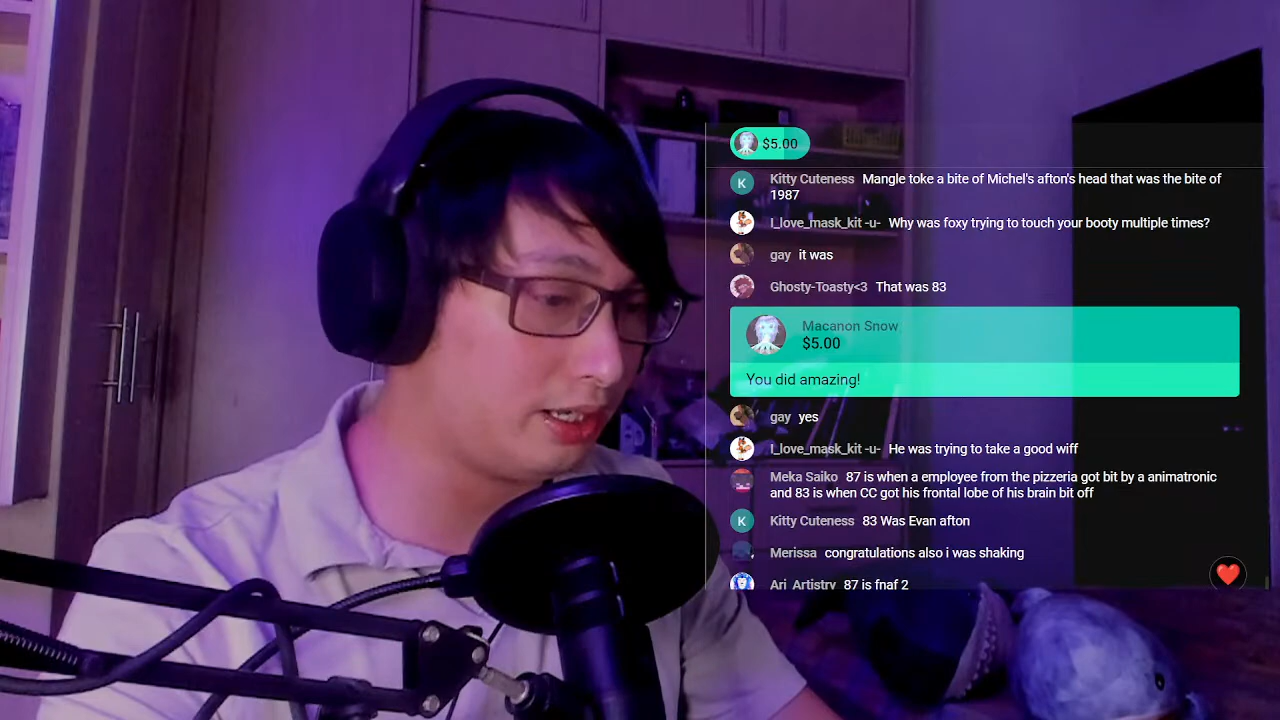 $5.00
K Kitty Cuteness Mangle toke a bite of Michel's afton's head that was the bite of
1987
I_love_mask_kit -u- Why was foxy trying to touch your booty multiple times?
gay it was
Ghosty-Toasty<3 That was 83
Macanon Snow
$5.00
You did amazing!
gay yes
I_love_mask_kit -u- He was trying to take a good wiff
Meka Saiko 87 is when a employee from the pizzeria got bit by a animatronic
and 83 is when CC got his frontal lobe of his brain bit off
K Kitty Cuteness 83 Was Evan afton
Merissa congratulations also i was shaking
Ari Artistry 87 is fnaf 2